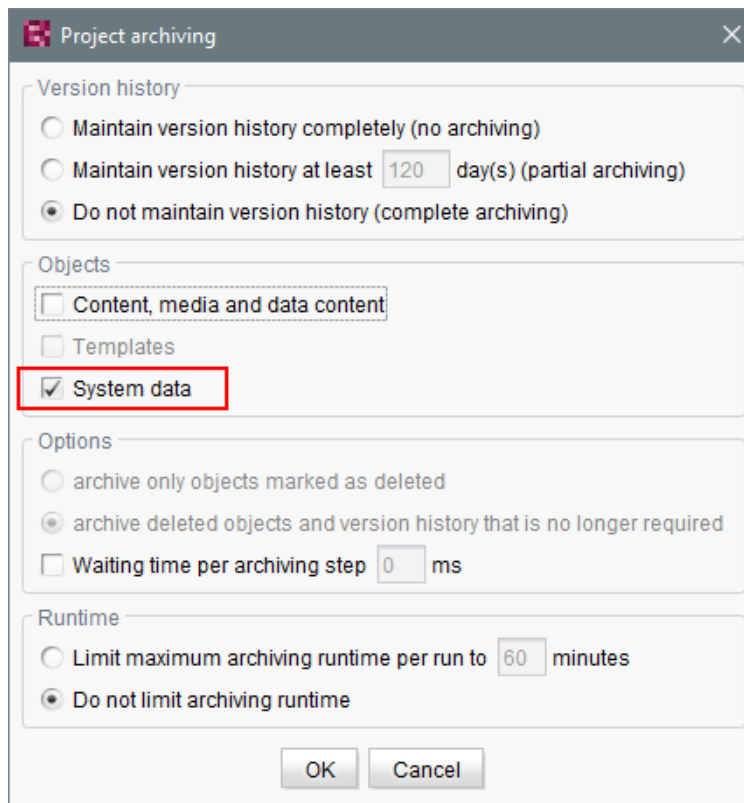 Project archiving
Version history
Maintain version history completely (no archiving)
Maintain version history at least 120 day(s) (partial archiving)
Do not maintain version history (complete archiving)
Objects
Content, media and data content
Templates
System data
Options
archive only objects marked as deleted
archive deleted objects and version history that is no longer required
Waiting time per archiving step 0 ms
Runtime
Limit maximum archiving runtime per run to 60 minutes
Do not limit archiving runtime
OK Cancel